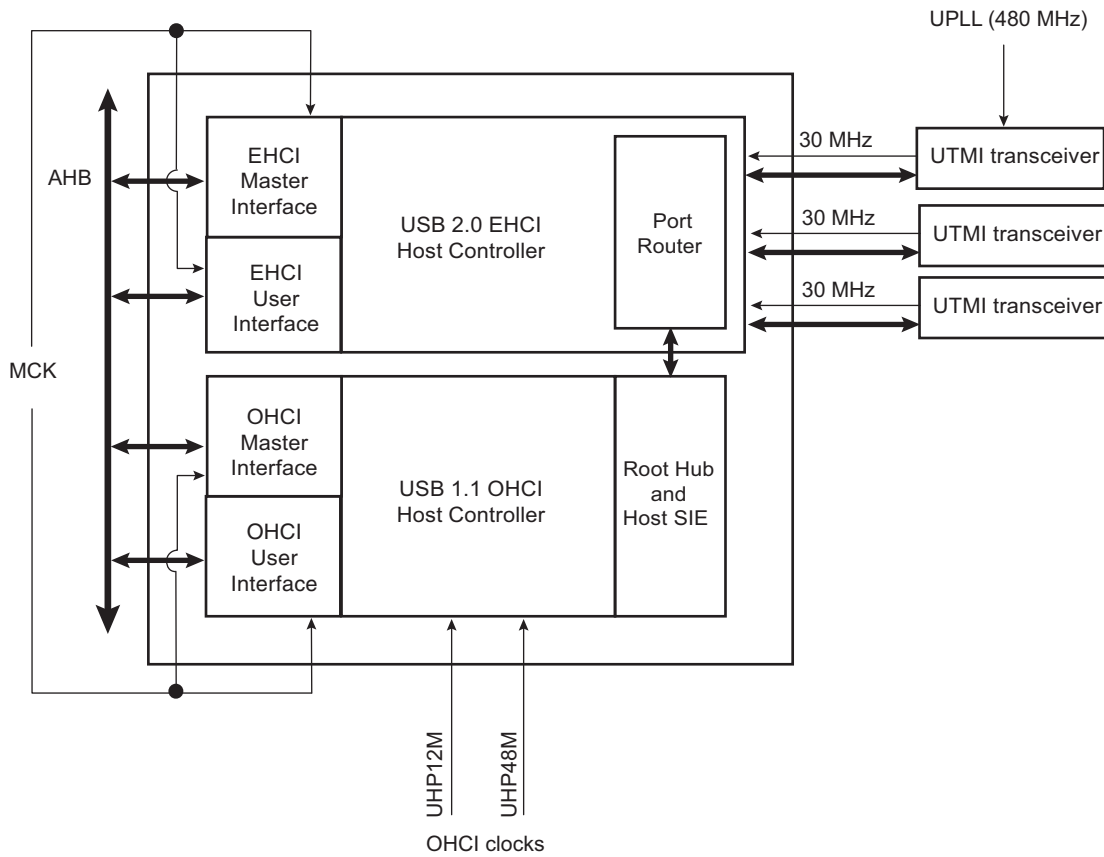 UPLL (480 MHz)
AHB
EHCI
Master
Interface
USB 2.0 EHCI
Host Controller
Port
Router
30 MHz
UTMI transceiver
30 MHz
UTMI transceiver
30 MHz
UTMI transceiver
EHCI
User
Interface
MCK
OHCI
Master
Interface
USB 1.1 OHCI
Host Controller
Root Hub
and
Host SIE
OHCI
User
Interface
UHP12M
UHP48M
OHCI clocks